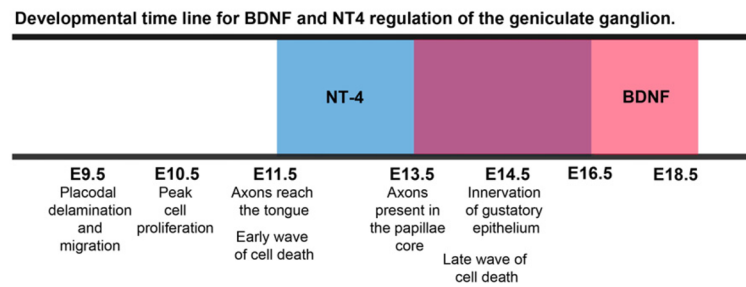 Developmental time line for BDNF and NT4 regulation of the geniculate ganglion.
NT-4
BDNF
E9.5
Placodal
delamination
and
migration
E10.5
Peak
cell
proliferation
E11.5
Axons reach
the tongue
Early wave
of cell death
E13.5
Axons
present in
the papillae
core
E14.5
Innervation
of gustatory
epithelium
Late wave of
cell death
E16.5
E18.5